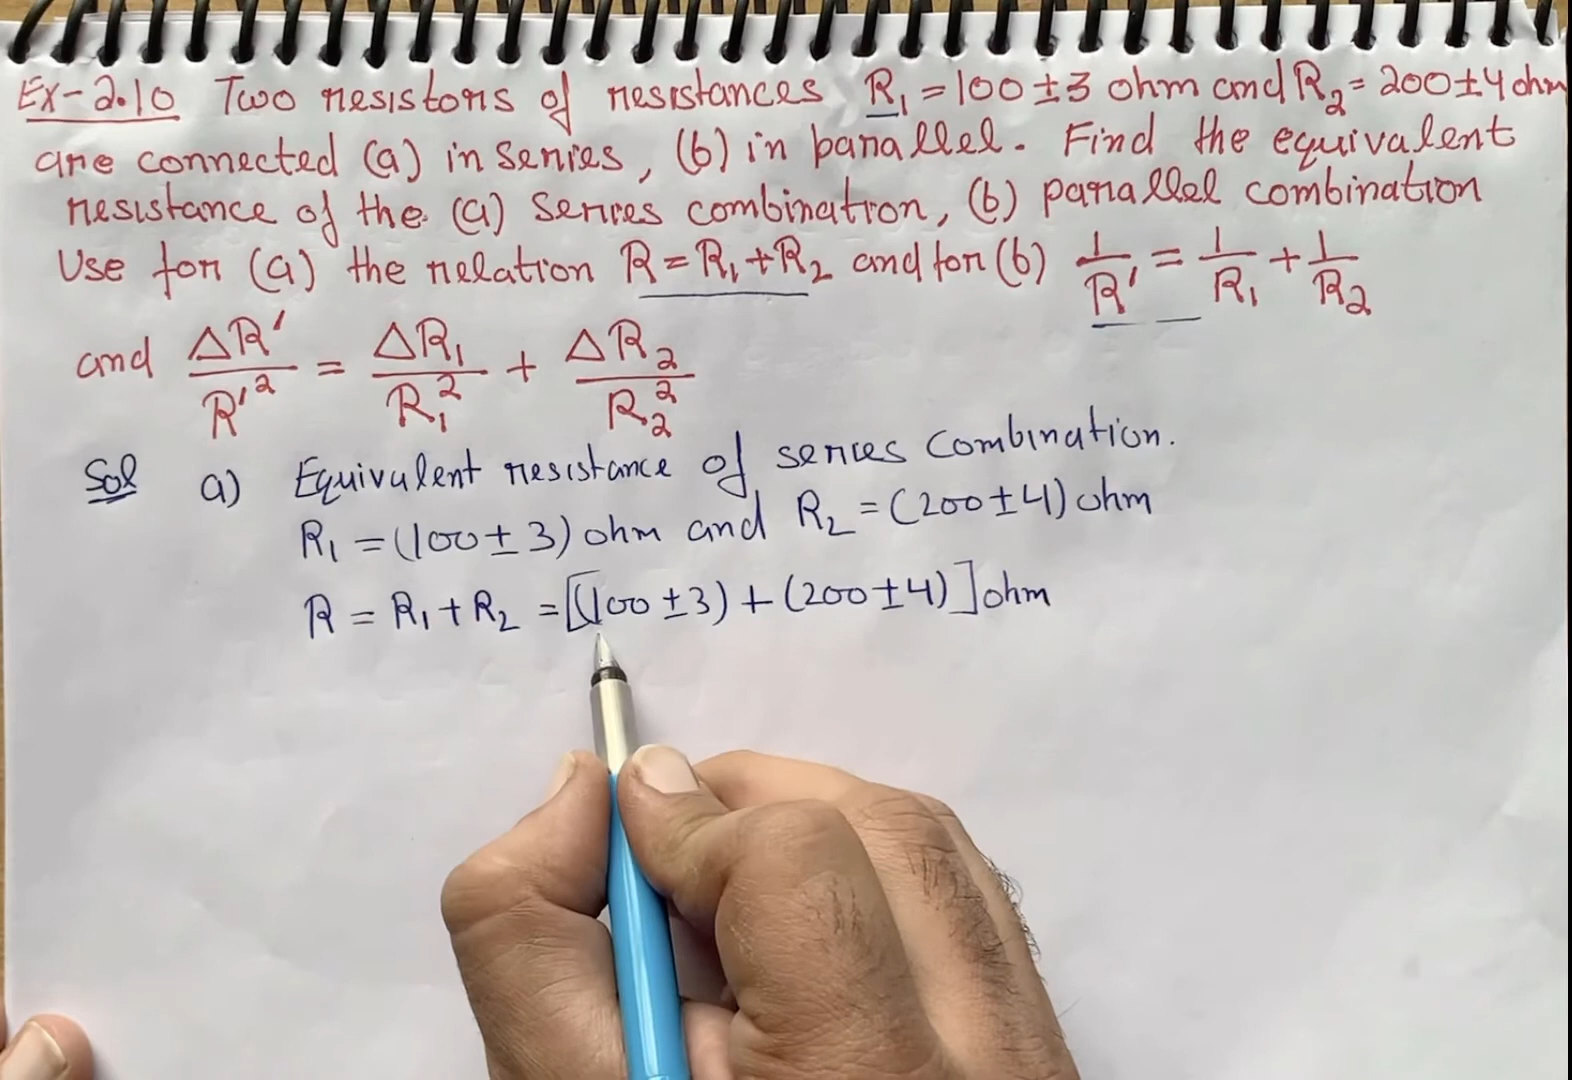 Ex-2.10 Two resistors of resistances R₁ = 100 ± 3 ohm and R₂ = 200 ± 4 ohm
are connected (a) in series, (b) in parallel. Find the equivalent
resistance of the (a) series combination, (b) parallel combination
Use for (a) the relation R = R₁ + R₂ and for (b) 1/R' = 1/R₁ + 1/R₂
and ΔR'/R'² = ΔR₁/R₁² + ΔR₂/R₂²
Sol a) Equivalent resistance of series combination.
R₁ = (100 ± 3) ohm and R₂ = (200 ± 4) ohm
R = R₁ + R₂ = [(100 ± 3) + (200 ± 4)] ohm